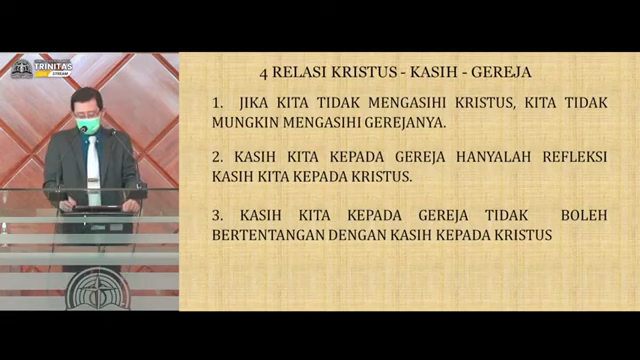 TRINITAS
STREAM
4 RELASI KRISTUS - KASIH - GEREJA
1. JIKA KITA TIDAK MENGASIHI KRISTUS, KITA TIDAK
MUNGKIN MENGASIHI GEREJANYA.
2. KASIH KITA KEPADA GEREJA HANYALAH REFLEKSI
KASIH KITA KEPADA KRISTUS.
3. KASIH KITA KEPADA GEREJA TIDAK BOLEH
BERTENTANGAN DENGAN KASIH KEPADA KRISTUS